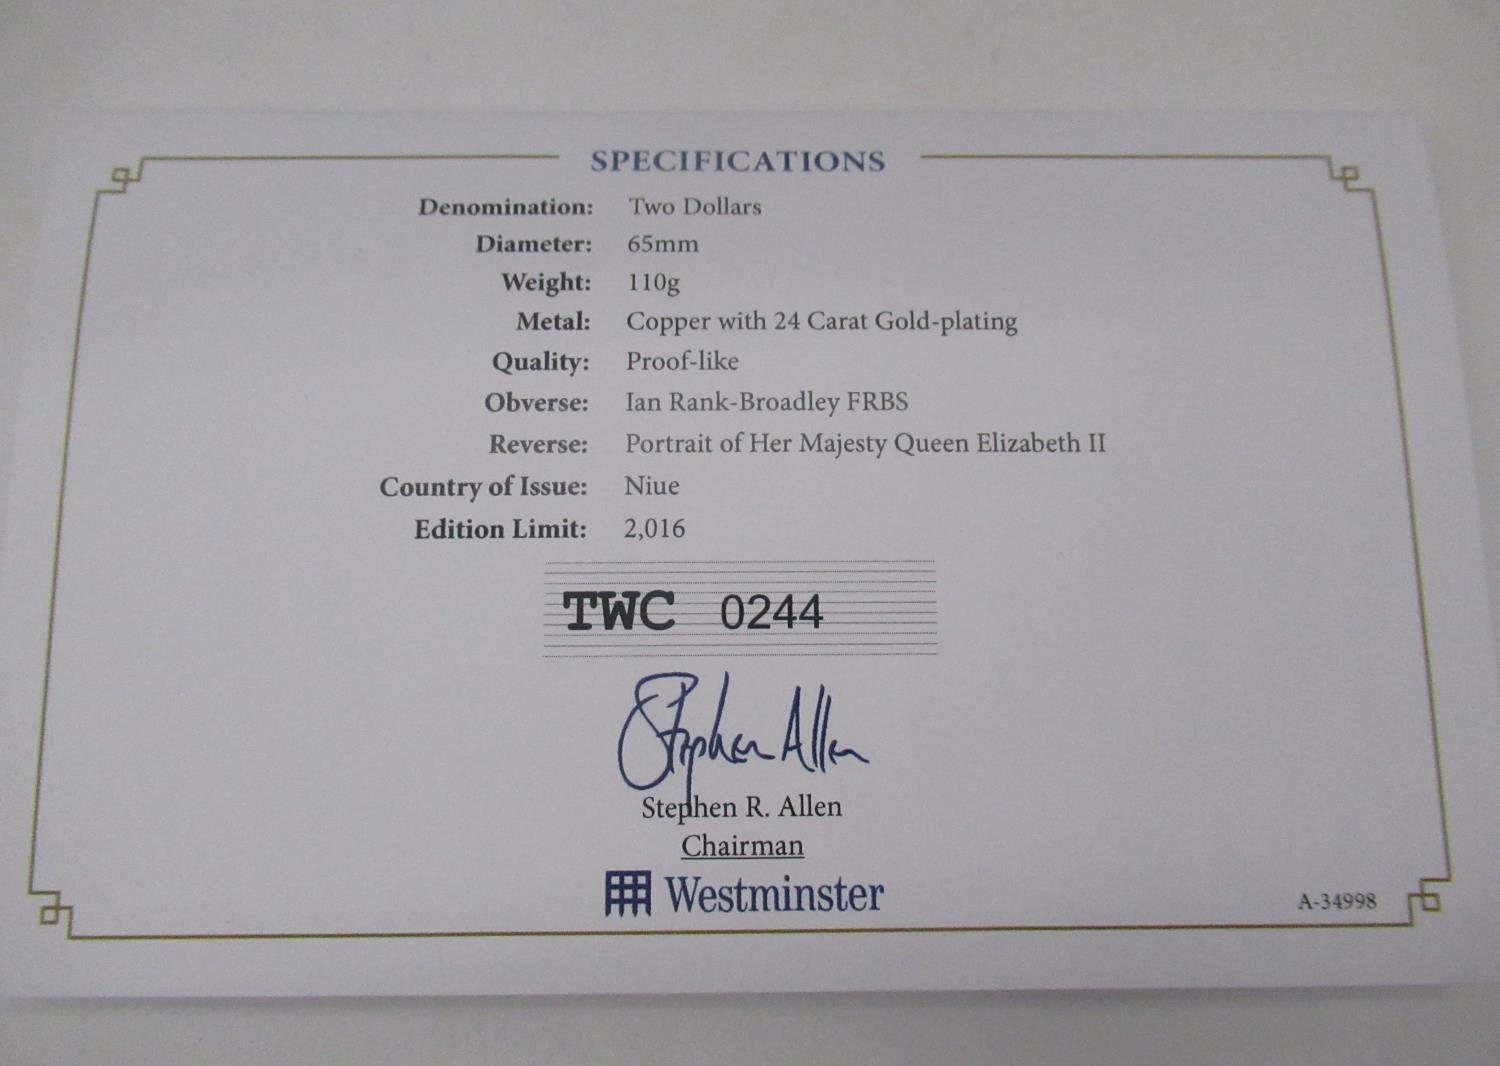 SPECIFICATIONS
Denomination: Two Dollars
Diameter: 65mm
Weight: 110g
Metal: Copper with 24 Carat Gold-plating
Quality: Proof-like
Obverse: Ian Rank-Broadley FRBS
Reverse: Portrait of Her Majesty Queen Elizabeth II
Country of Issue: Niue
Edition Limit: 2,016
TWC 0244
Stephen Allen
Stephen R. Allen
Chairman
Westminster
A-34998